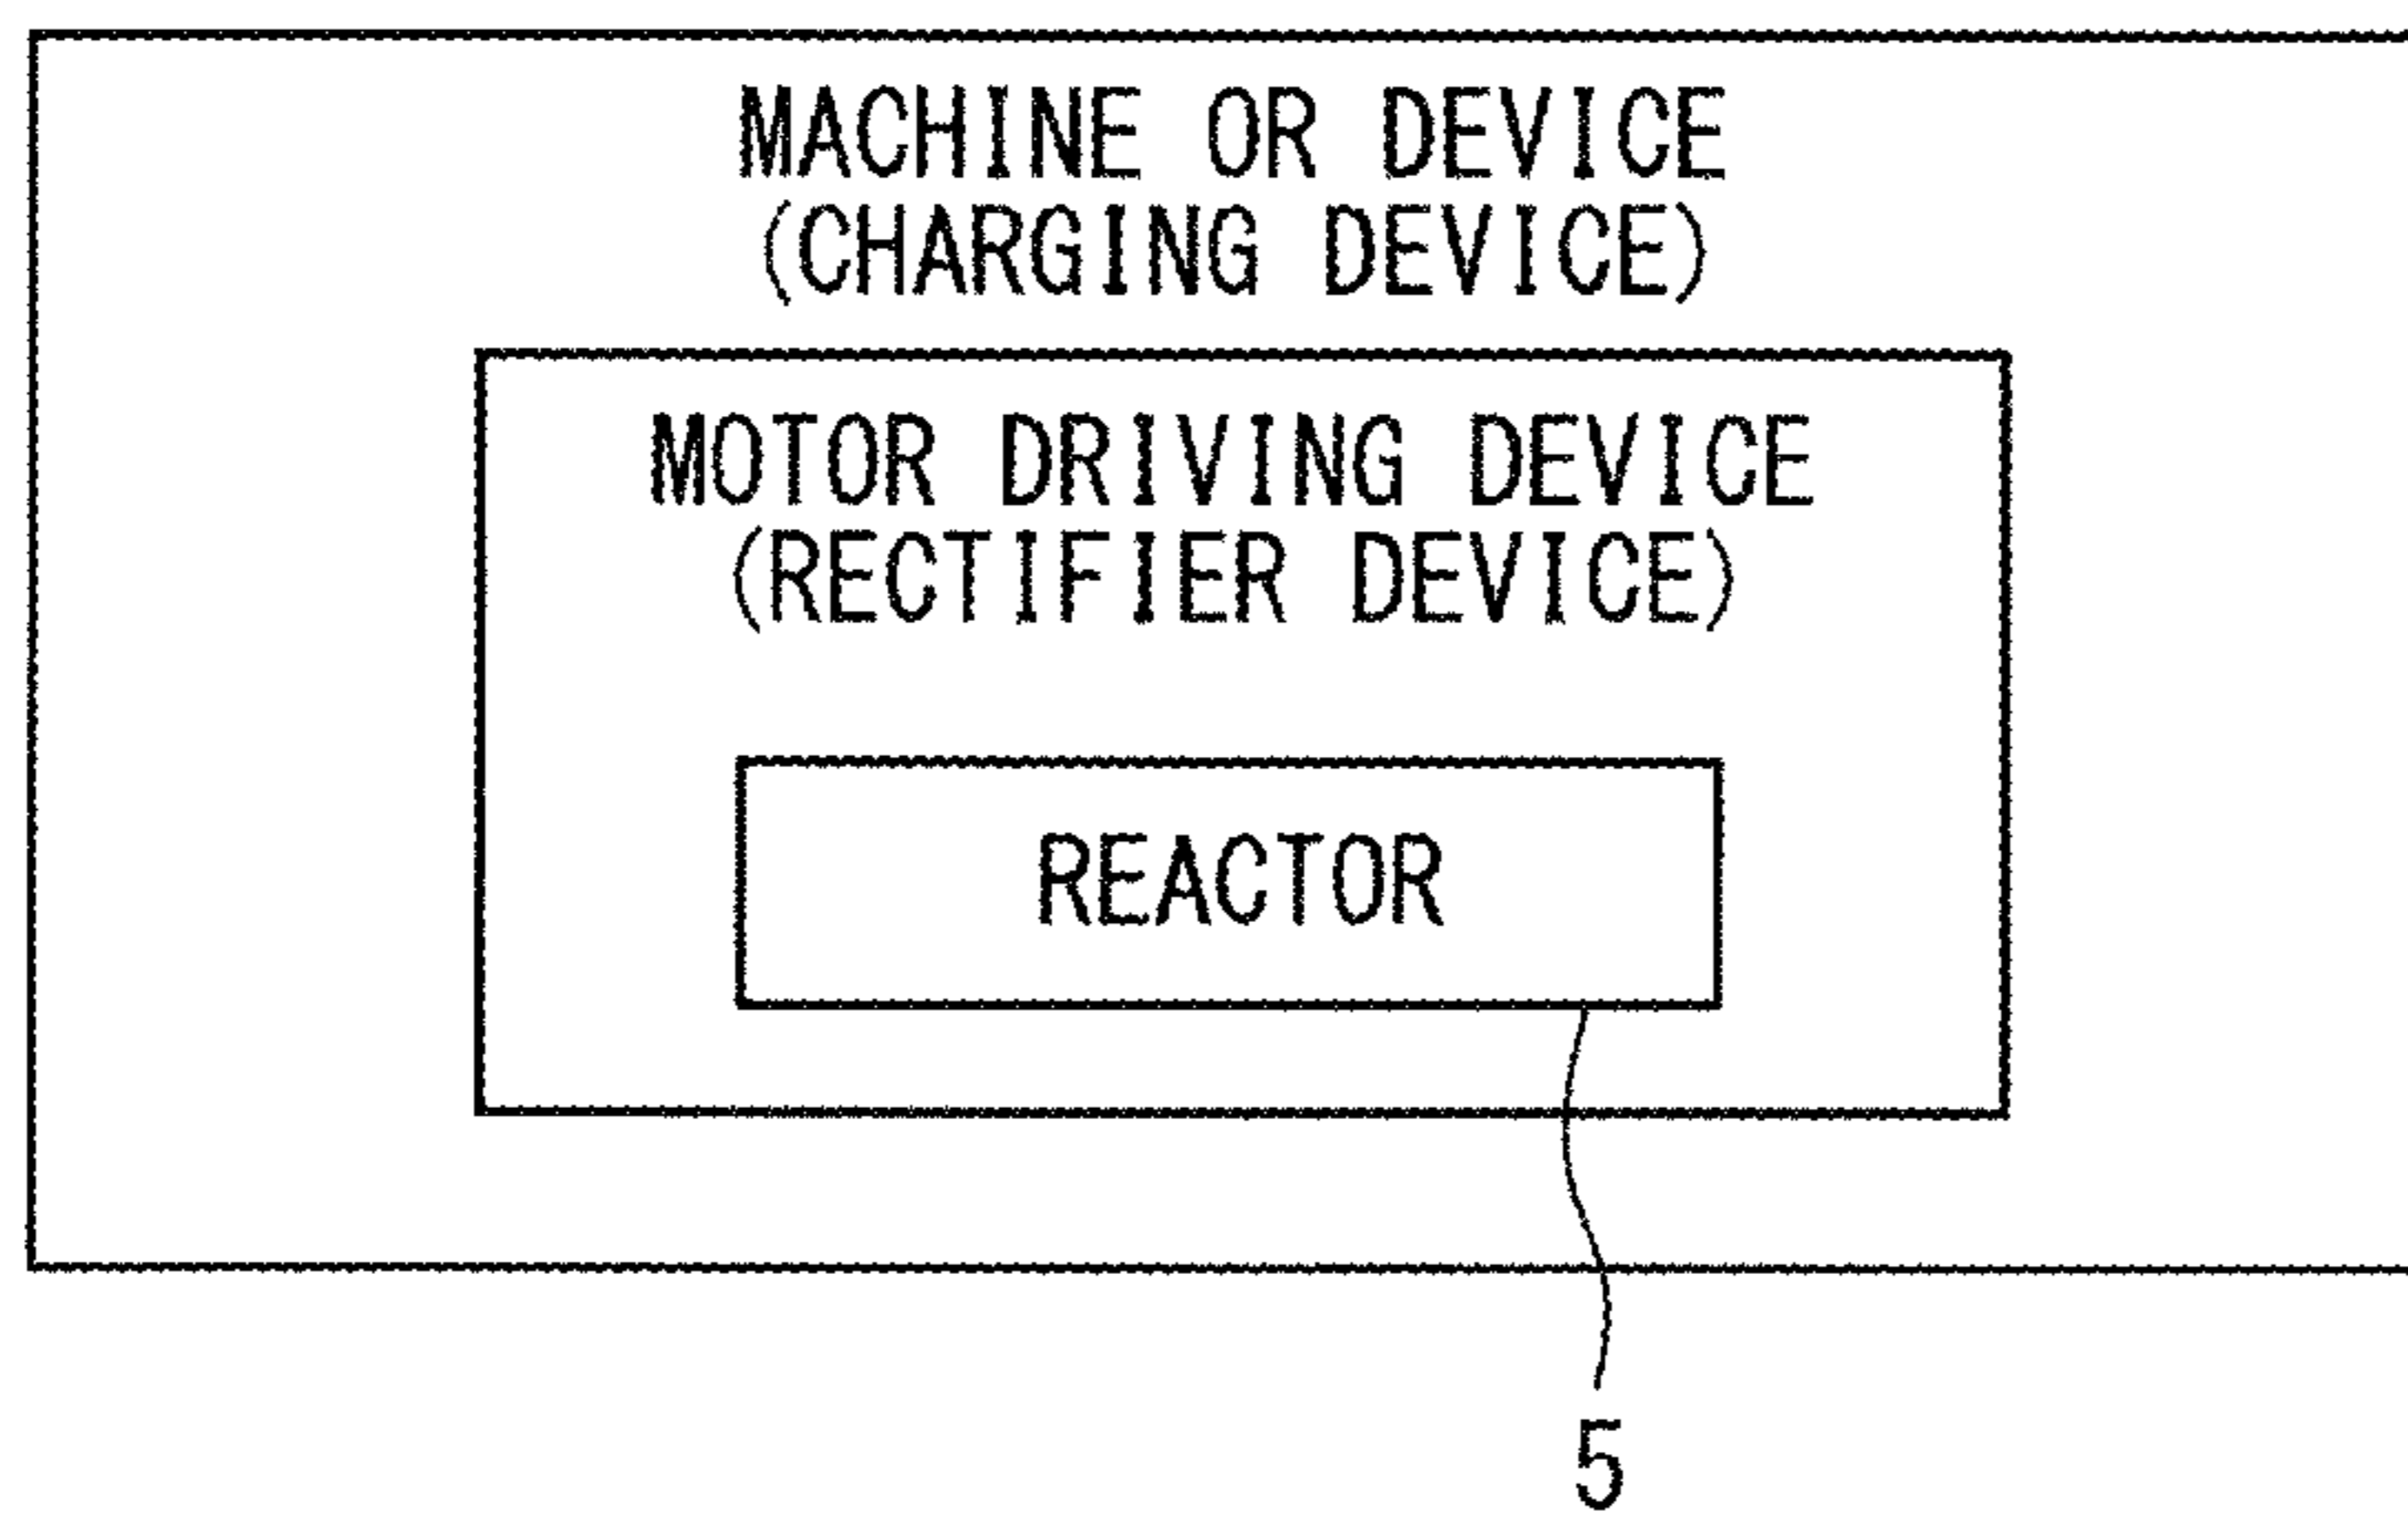 MACHINE OR DEVICE
(CHARGING DEVICE)
MOTOR DRIVING DEVICE
(RECTIFIER DEVICE)
REACTOR
5